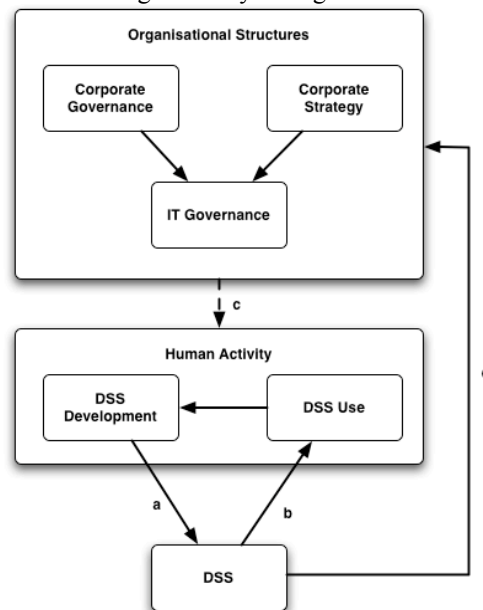 Organisational Structures
Corporate
Governance
Corporate
Strategy
IT Governance
c
Human Activity
DSS
Development
DSS Use
a
b
DSS